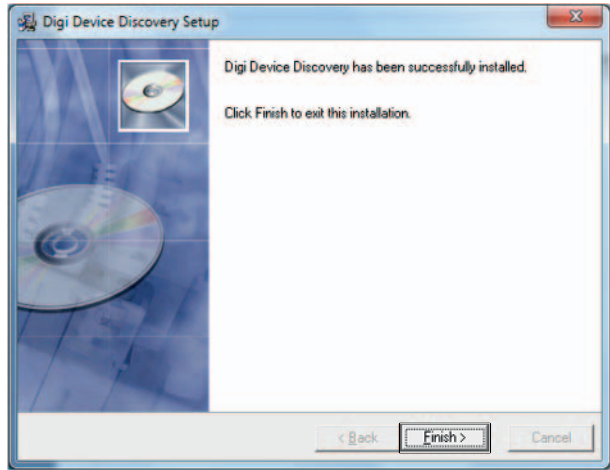 Digi Device Discovery Setup
Digi Device Discovery has been successfully installed.
Click Finish to exit this installation.
< Back
Finish >
Cancel